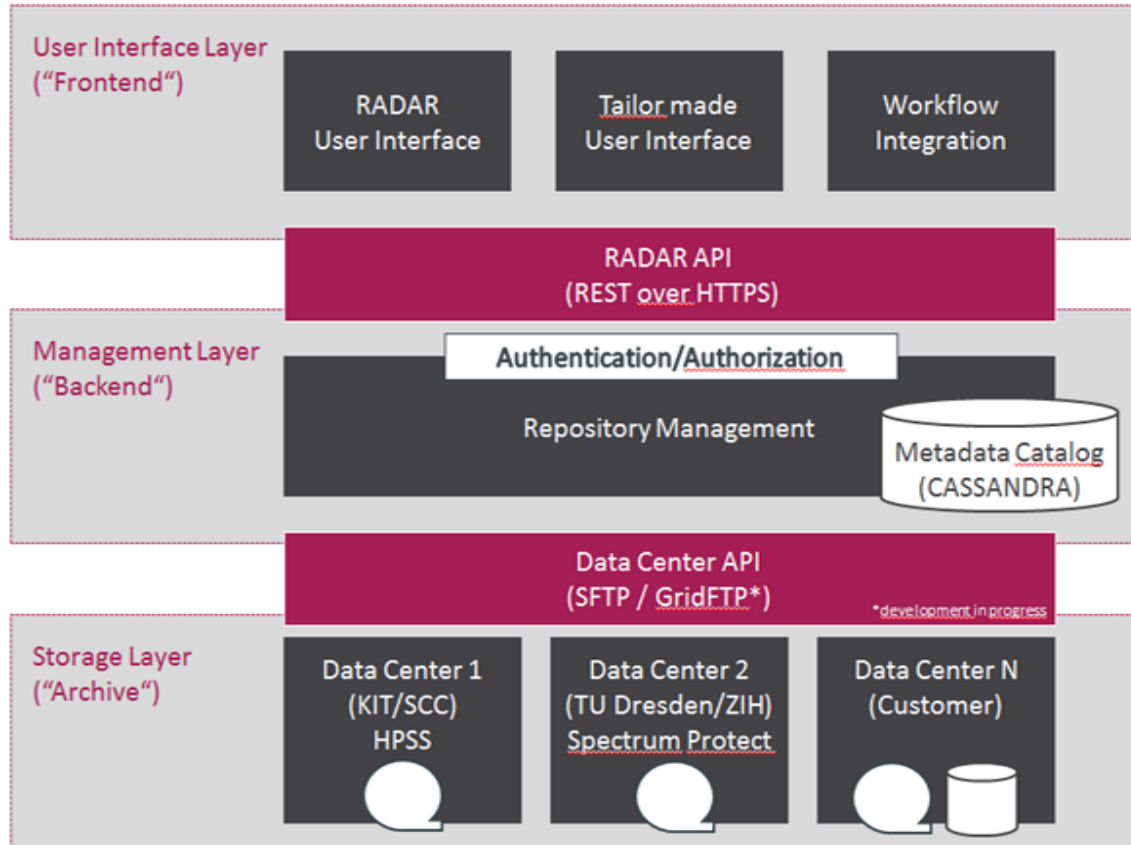 User Interface Layer
(“Frontend“)
RADAR
User Interface
Tailor made
User Interface
Workflow
Integration
RADAR API
(REST over HTTPS)
Management Layer
(“Backend“)
Authentication/Authorization
Repository Management
Metadata Catalog
(CASSANDRA)
Data Center API
(SFTP / GridFTP*)
*development in progress
Storage Layer
(“Archive“)
Data Center 1
(KIT/SCC)
HPSS
Data Center 2
(TU Dresden/ZIH)
Spectrum Protect
Data Center N
(Customer)